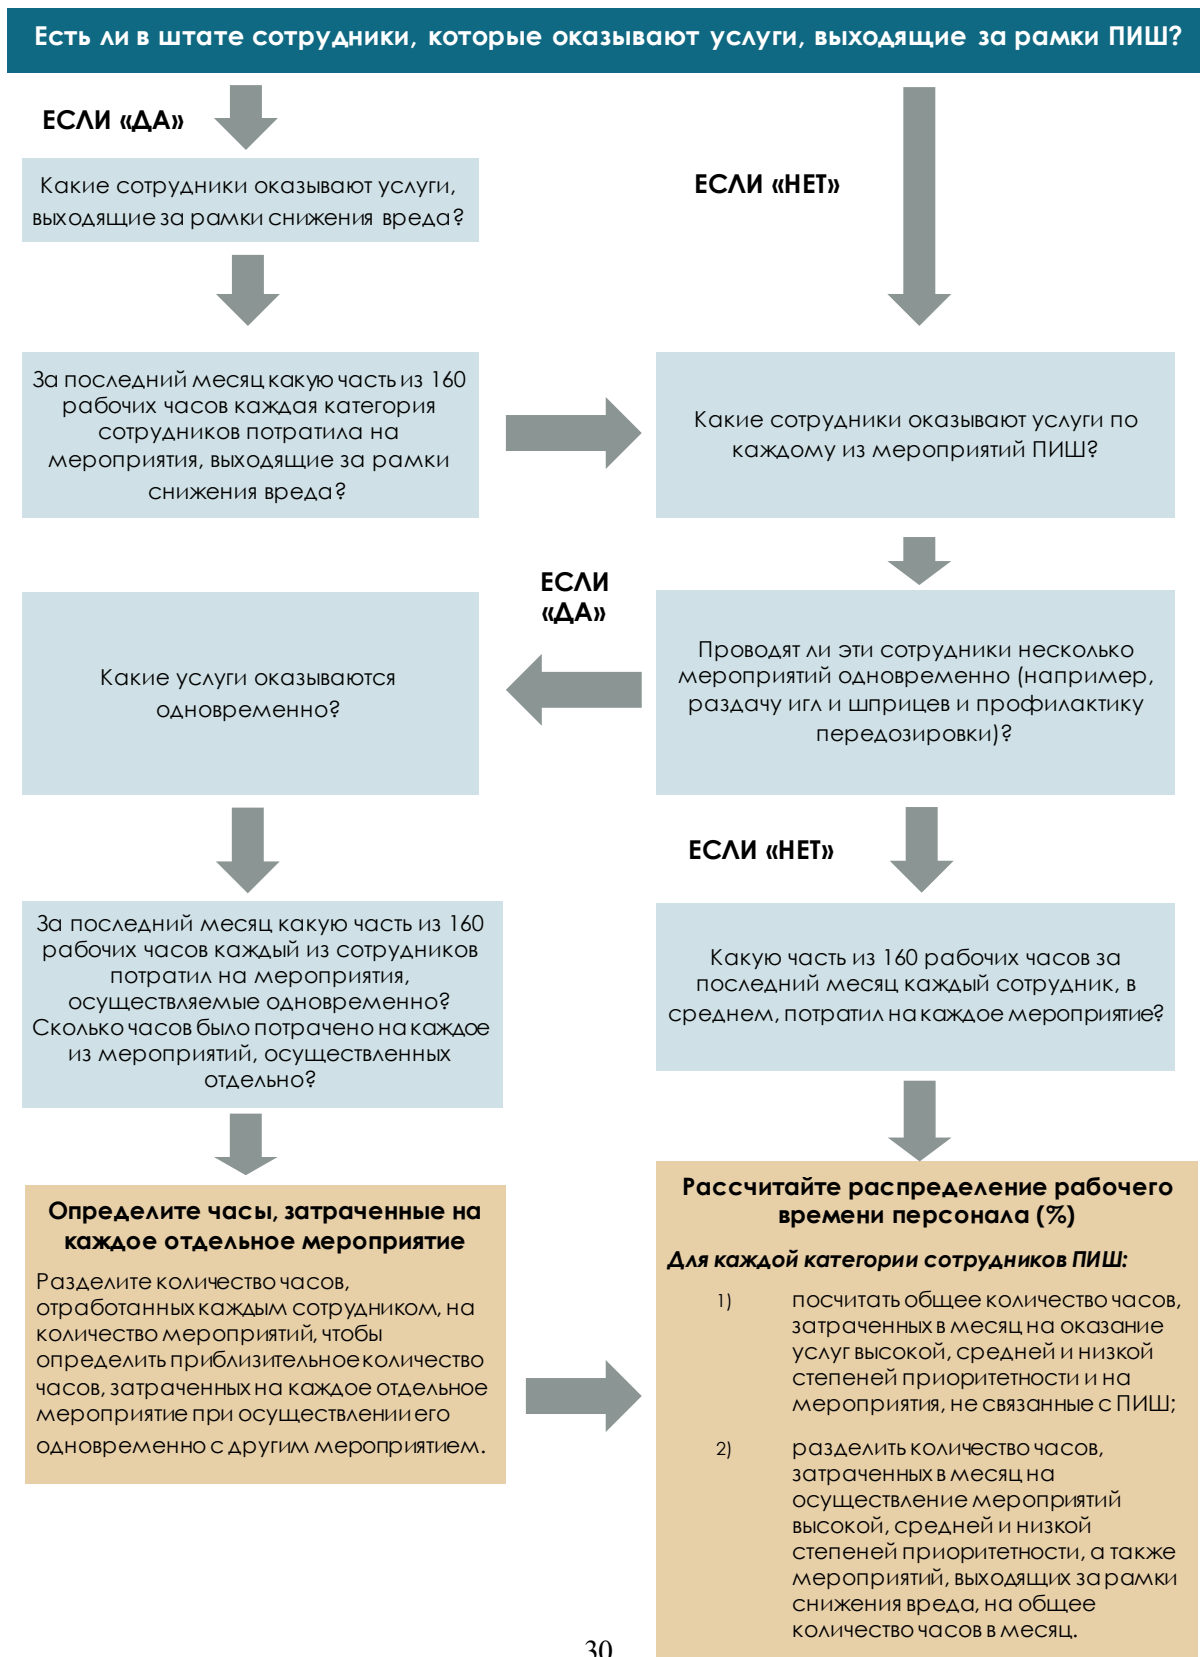 Есть ли в штате сотрудники, которые оказывают услуги, выходящие за рамки ПИШ?
ЕСЛИ «ДА»
Какие сотрудники оказывают услуги,
выходящие за рамки снижения вреда?
ЕСЛИ «НЕТ»
За последний месяц какую часть из 160
рабочих часов каждая категория
сотрудников потратила на
мероприятия, выходящие за рамки
снижения вреда?
Какие сотрудники оказывают услуги по
каждому из мероприятий ПИШ?
Проводят ли эти сотрудники несколько
мероприятий одновременно (например,
раздачу игл и шприцев и профилактику
передозировки)?
ЕСЛИ
«ДА»
Какие услуги оказываются
одновременно?
ЕСЛИ «НЕТ»
За последний месяц какую часть из 160
рабочих часов каждый из сотрудников
потратил на мероприятия,
осуществляемые одновременно?
Сколько часов было потрачено на каждое
из мероприятий, осуществленных
отдельно?
Какую часть из 160 рабочих часов за
последний месяц каждый сотрудник, в
среднем, потратил на каждое мероприятие?
Определите часы, затраченные на
каждое отдельное мероприятие
Разделите количество часов,
отработанных каждым сотрудником, на
количество мероприятий, чтобы
определить приблизительное количество
часов, затраченных на каждое отдельное
мероприятие при осуществлении его
одновременно с другим мероприятием.
Рассчитайте распределение рабочего
времени персонала (%)
Для каждой категории сотрудников ПИШ:
1) посчитать общее количество часов,
затраченных в месяц на оказание
услуг высокой, средней и низкой
степеней приоритетности и на
мероприятия, не связанные с ПИШ;
2) разделить количество часов,
затраченных в месяц на
осуществление мероприятий
высокой, средней и низкой
степеней приоритетности, а также
мероприятий, выходящих за рамки
снижения вреда, на общее
количество часов в месяц.
30